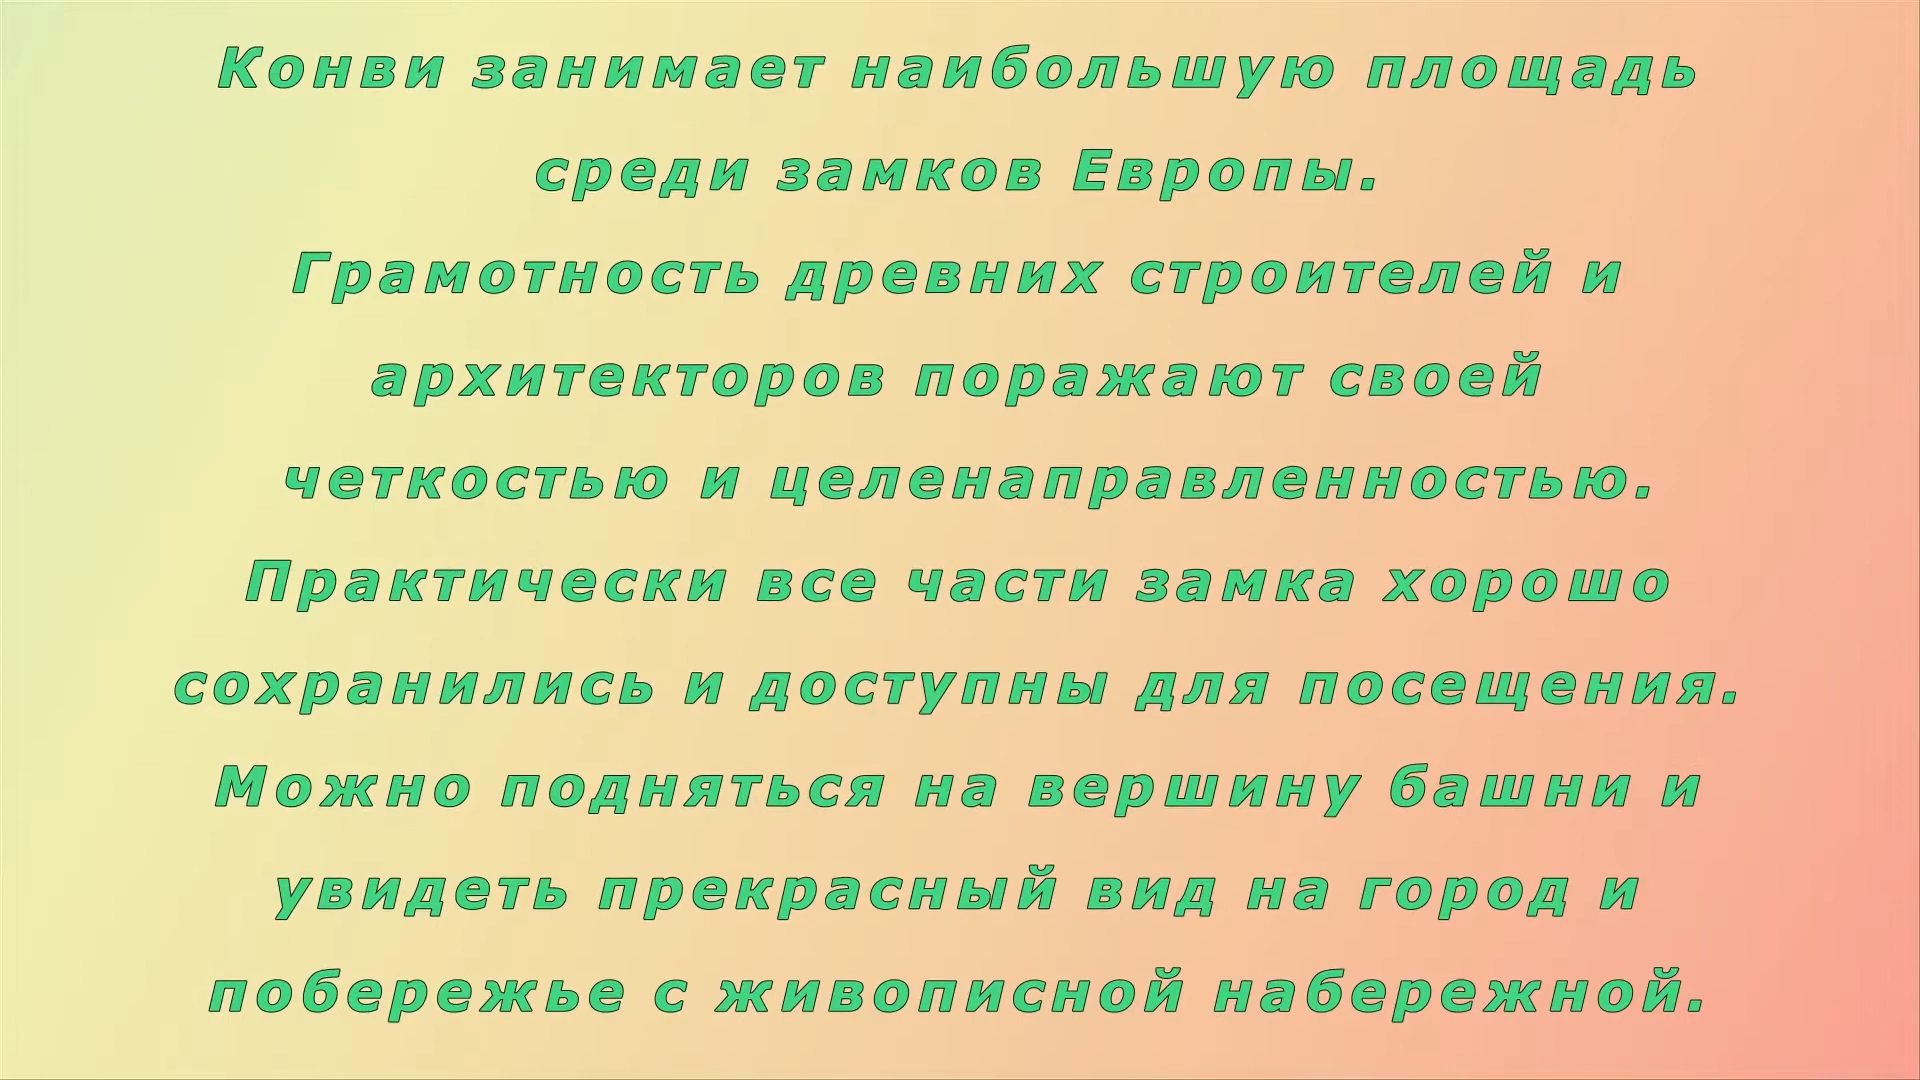 Конви занимает наибольшую площадь
среди замков Европы.
Грамотность древних строителей и
архитекторов поражают своей
четкостью и целенаправленностью.
Практически все части замка хорошо
сохранились и доступны для посещения.
Можно подняться на вершину башни и
увидеть прекрасный вид на город и
побережье с живописной набережной.